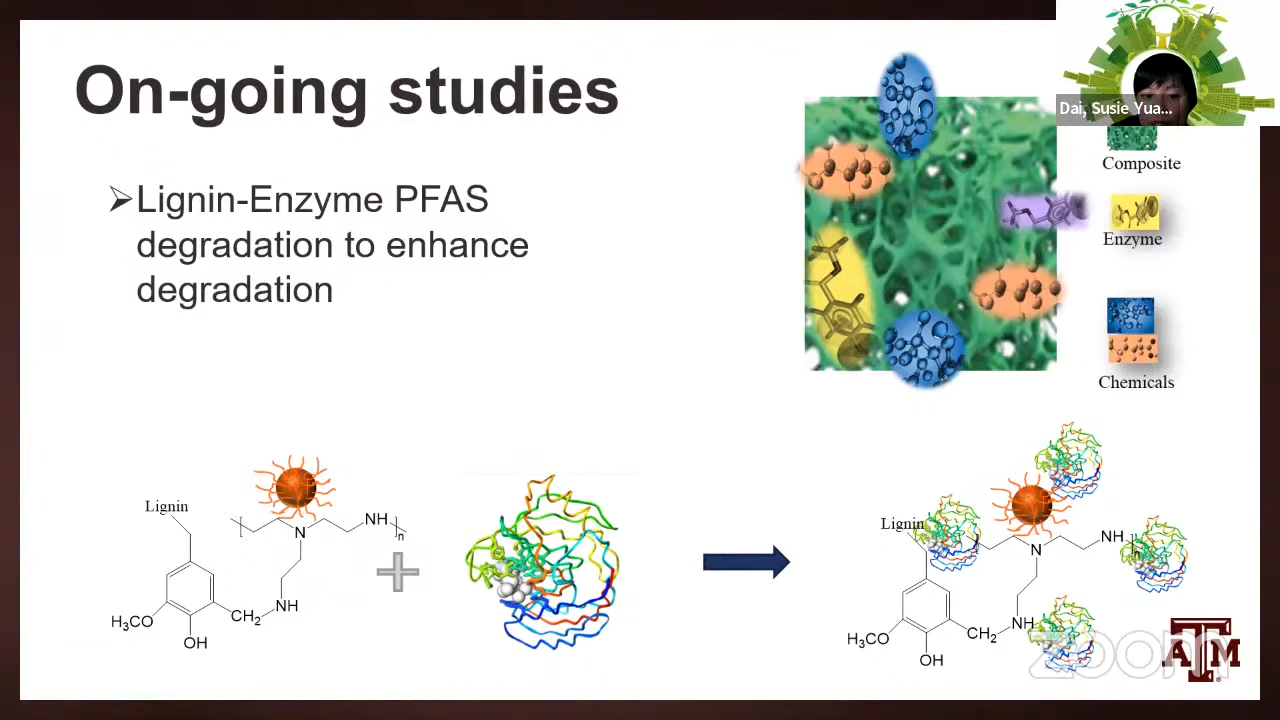 On-going studies
Dai, Susie Yua...
➢Lignin-Enzyme PFAS
degradation to enhance
degradation
Composite
Enzyme
Chemicals
Lignin
N
NH
n
NH
H3CO
CH2
OH
Lignin
N
NH
n
NH
H3CO
CH2
OH
zoom
A T M